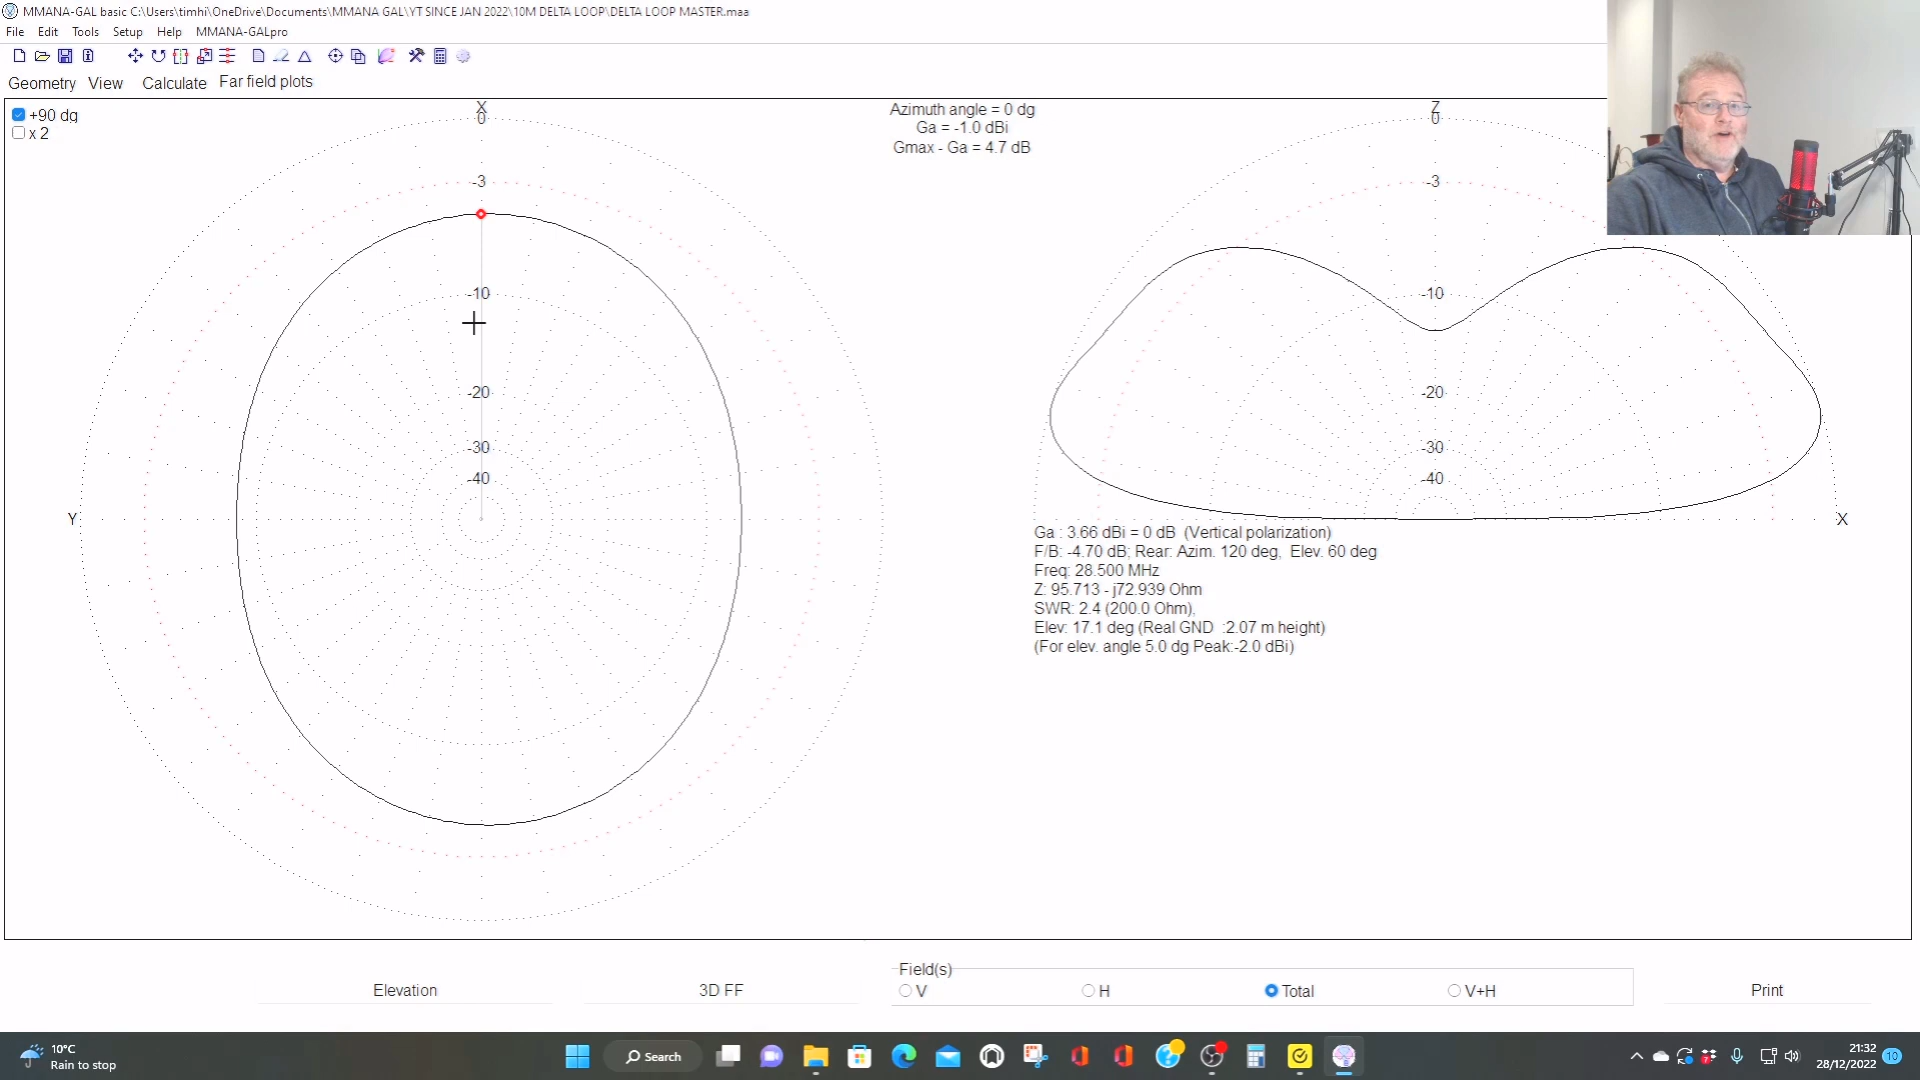 MMANA-GAL basic C:\Users\timhi\OneDrive\Documents\MMANA GAL\YT SINCE JAN 2022\10M DELTA LOOP\DELTA LOOP MASTER.maa
File Edit Tools Setup Help MMANA-GALpro
Geometry View Calculate Far field plots
+90 dg
x 2
X
0
-3
-10
-20
-30
-40
Y
Azimuth angle = 0 dg
Ga = -1.0 dBi
Gmax - Ga = 4.7 dB
Z
0
-3
-10
-20
-30
-40
X
Ga : 3.66 dBi = 0 dB (Vertical polarization)
F/B: -4.70 dB; Rear: Azim. 120 deg, Elev. 60 deg
Freq: 28.500 MHz
Z: 95.713 - j72.939 Ohm
SWR: 2.4 (200.0 Ohm),
Elev: 17.1 deg (Real GND :2.07 m height)
(For elev. angle 5.0 dg Peak:-2.0 dBi)
Elevation
3D FF
Field(s)
V
H
Total
V+H
Print
10°C
Rain to stop
Search
21:32
28/12/2022
10